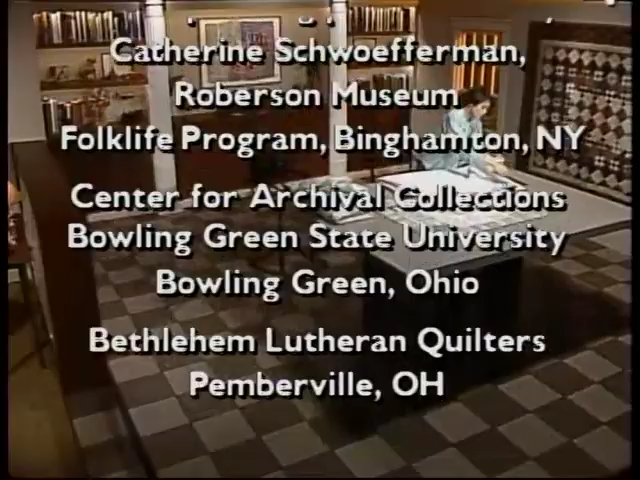 Catherine Schwoefferman,
Roberson Museum
Folklife Program, Binghamton, NY
Center for Archival Collections
Bowling Green State University
Bowling Green, Ohio
Bethlehem Lutheran Quilters
Pemberville, OH